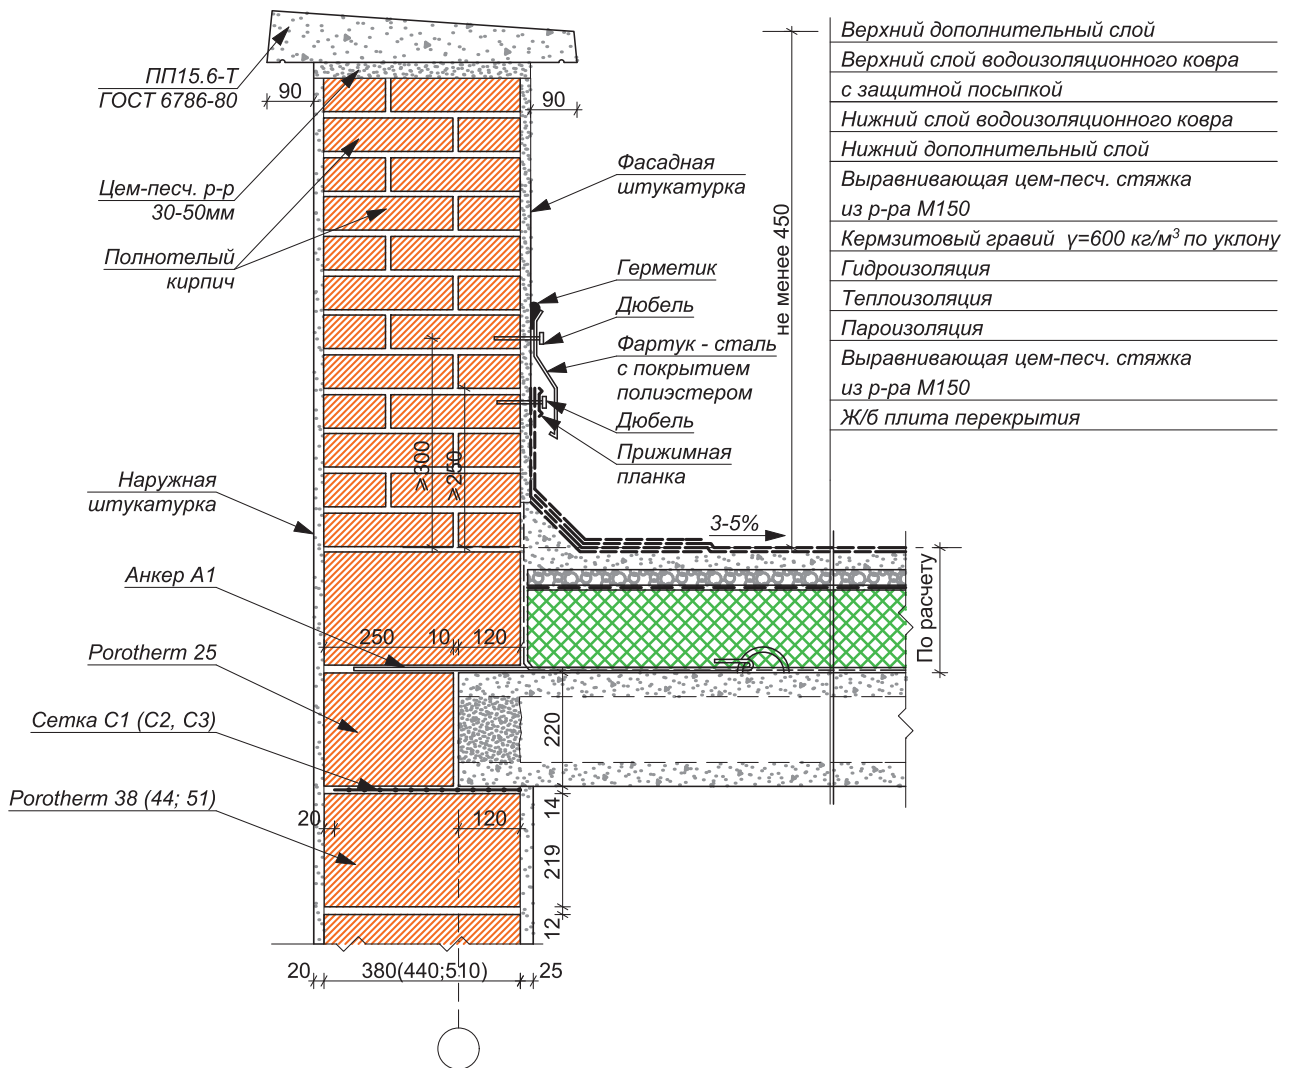 ПП15.6-Т
ГОСТ 6786-80
90
90
Цем-песч. р-р
30-50мм
Полнотелый
кирпич
Фасадная
штукатурка
Герметик
Дюбель
Фартук - сталь
с покрытием
полиэстером
Дюбель
Прижимная
планка
не менее 450
Верхний дополнительный слой
Верхний слой водоизоляционного ковра
с защитной посыпкой
Нижний слой водоизоляционного ковра
Нижний дополнительный слой
Выравнивающая цем-песч. стяжка
из р-ра М150
Кермзитовый гравий γ=600 кг/м³ по уклону
Гидроизоляция
Теплоизоляция
Пароизоляция
Выравнивающая цем-песч. стяжка
из р-ра М150
Ж/б плита перекрытия
⩾300
⩾250
Наружная
штукатурка
3-5%
Анкер А1
По расчету
250
10
120
Porotherm 25
Сетка С1 (С2, С3)
220
Porotherm 38 (44; 51)
20
120
14
219
12
20
380(440;510)
25